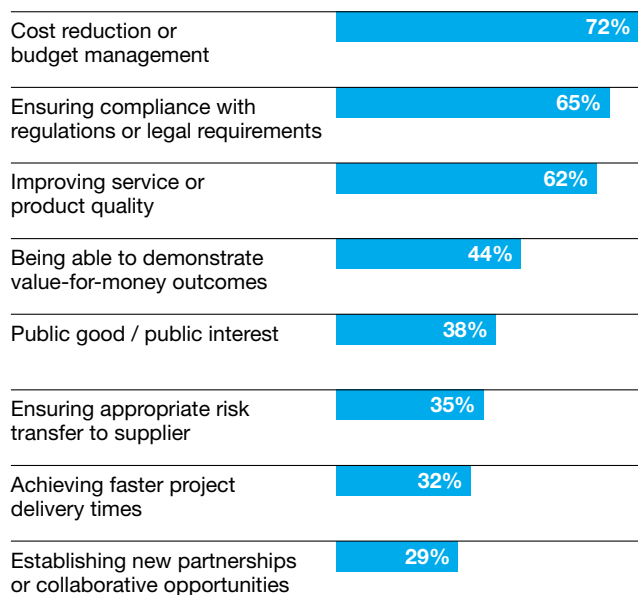 Cost reduction or
budget management
72%
Ensuring compliance with
regulations or legal requirements
65%
Improving service or
product quality
62%
Being able to demonstrate
value-for-money outcomes
44%
Public good / public interest
38%
Ensuring appropriate risk
transfer to supplier
35%
Achieving faster project
delivery times
32%
Establishing new partnerships
or collaborative opportunities
29%